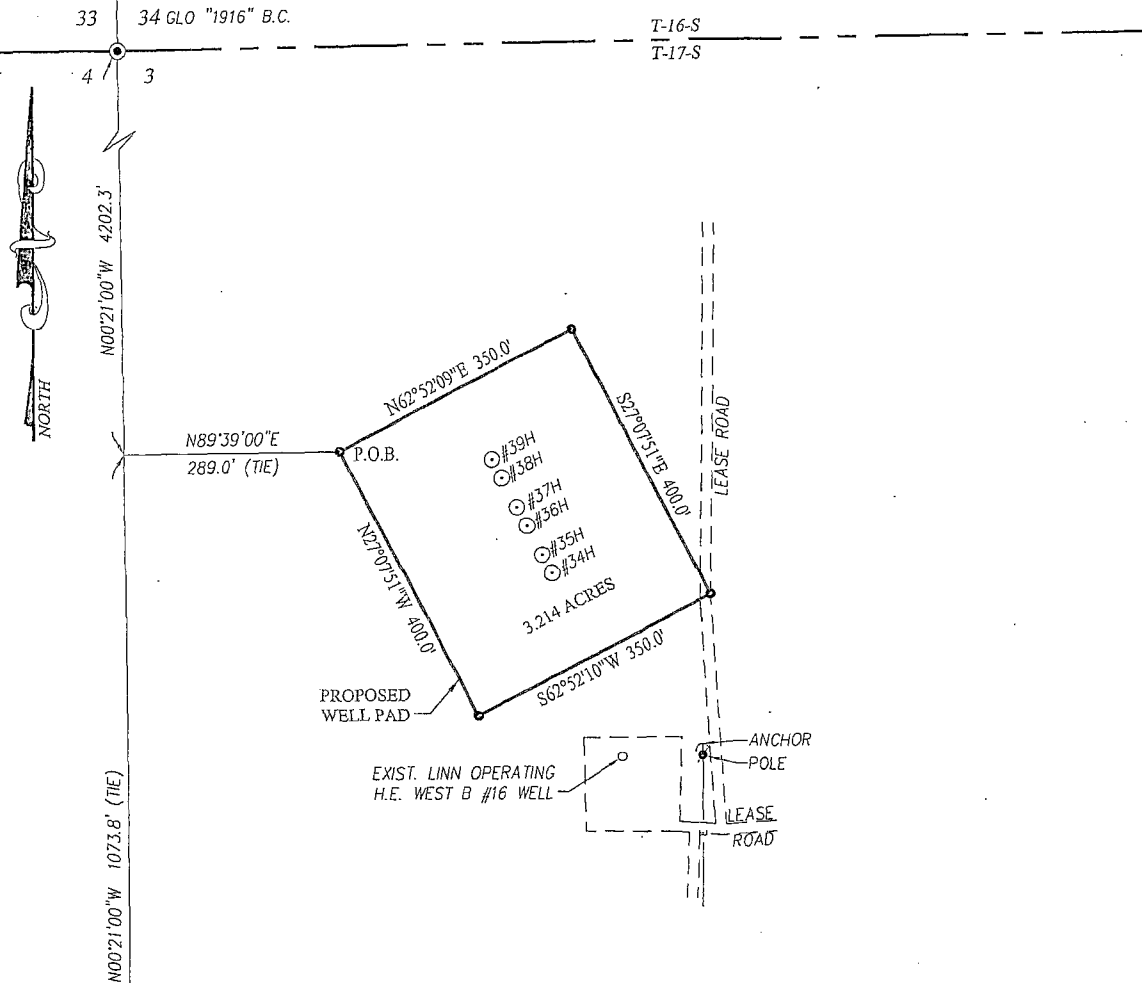 33
34 GLO "1916" B.C.
T-16-S
T-17-S
4
3
NORTH
N00°21'00"W 4202.3'
N89°39'00"E
289.0' (TIE)
P.O.B.
N62°52'09"E 350.0'
S27°07'51"E 400.0'
LEASE ROAD
#39H
#38H
#37H
#36H
#35H
#34H
3.214 ACRES
N27°07'51"W 400.0'
S62°52'10"W 350.0'
PROPOSED
WELL PAD
ANCHOR
POLE
EXIST. LINN OPERATING
H.E. WEST B #16 WELL
LEASE
ROAD
N00°21'00"W 1073.8' (TIE)